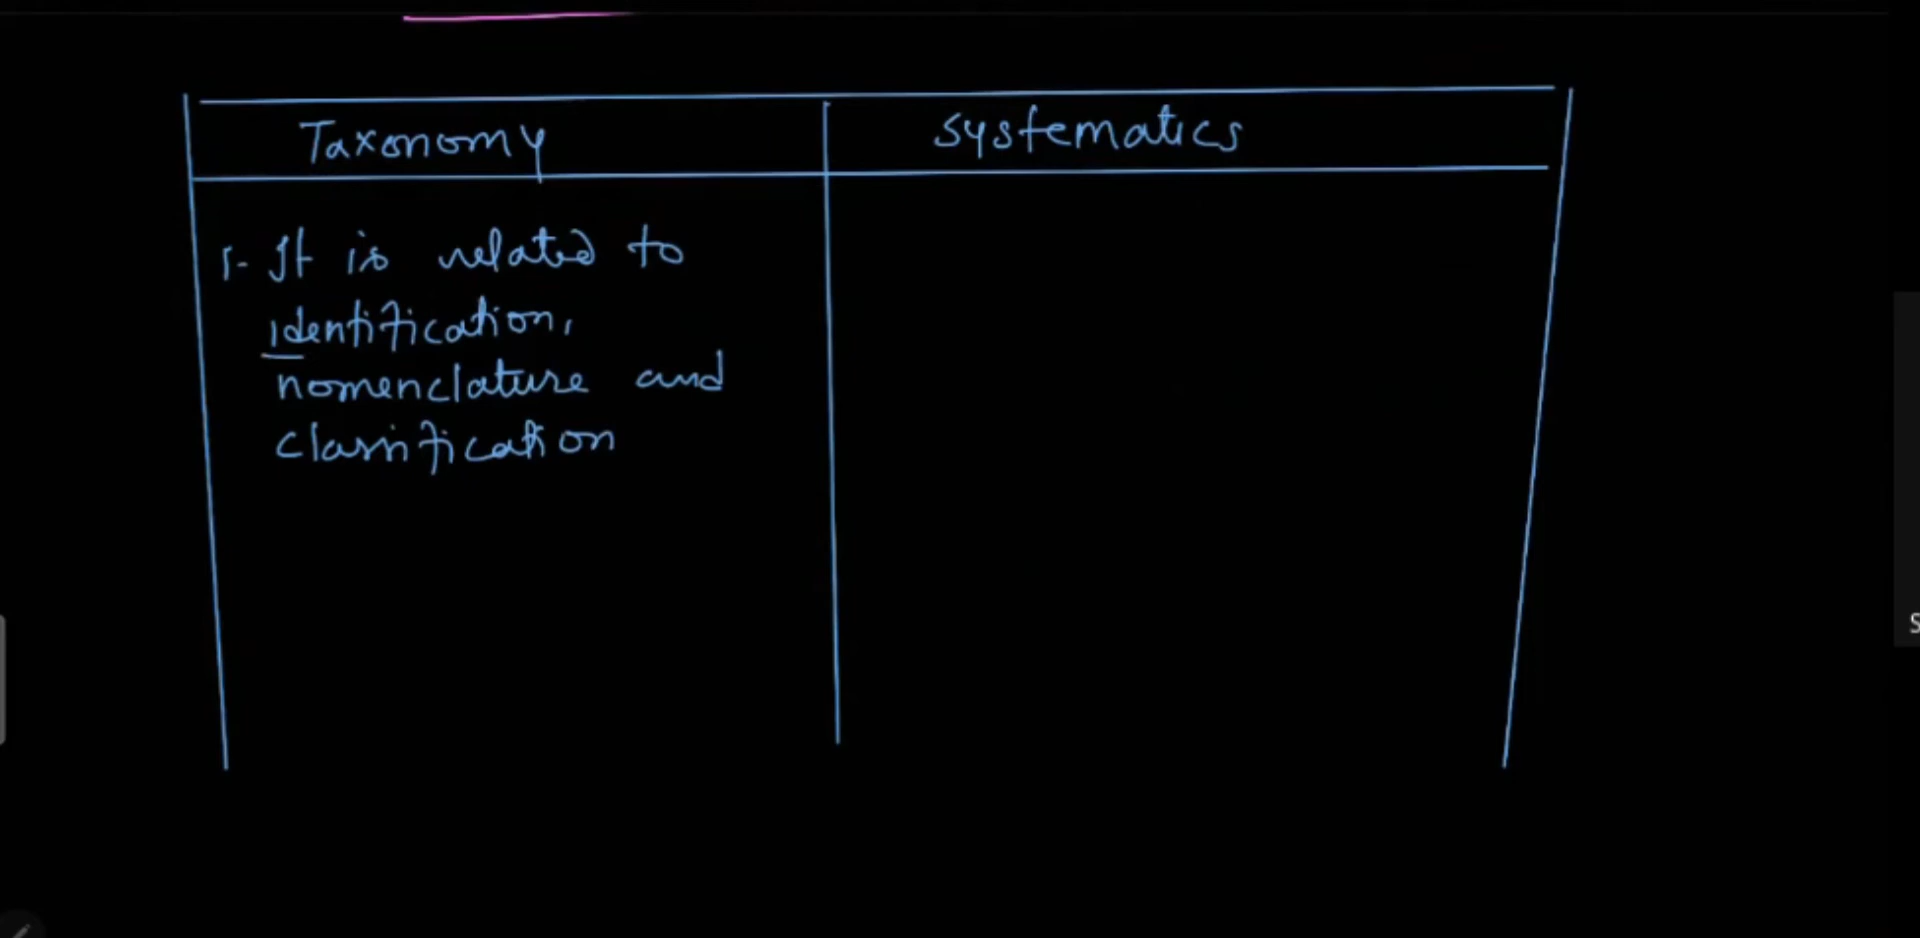 Taxonomy
Systematics
1- It is related to
identification,
nomenclature and
classification
S